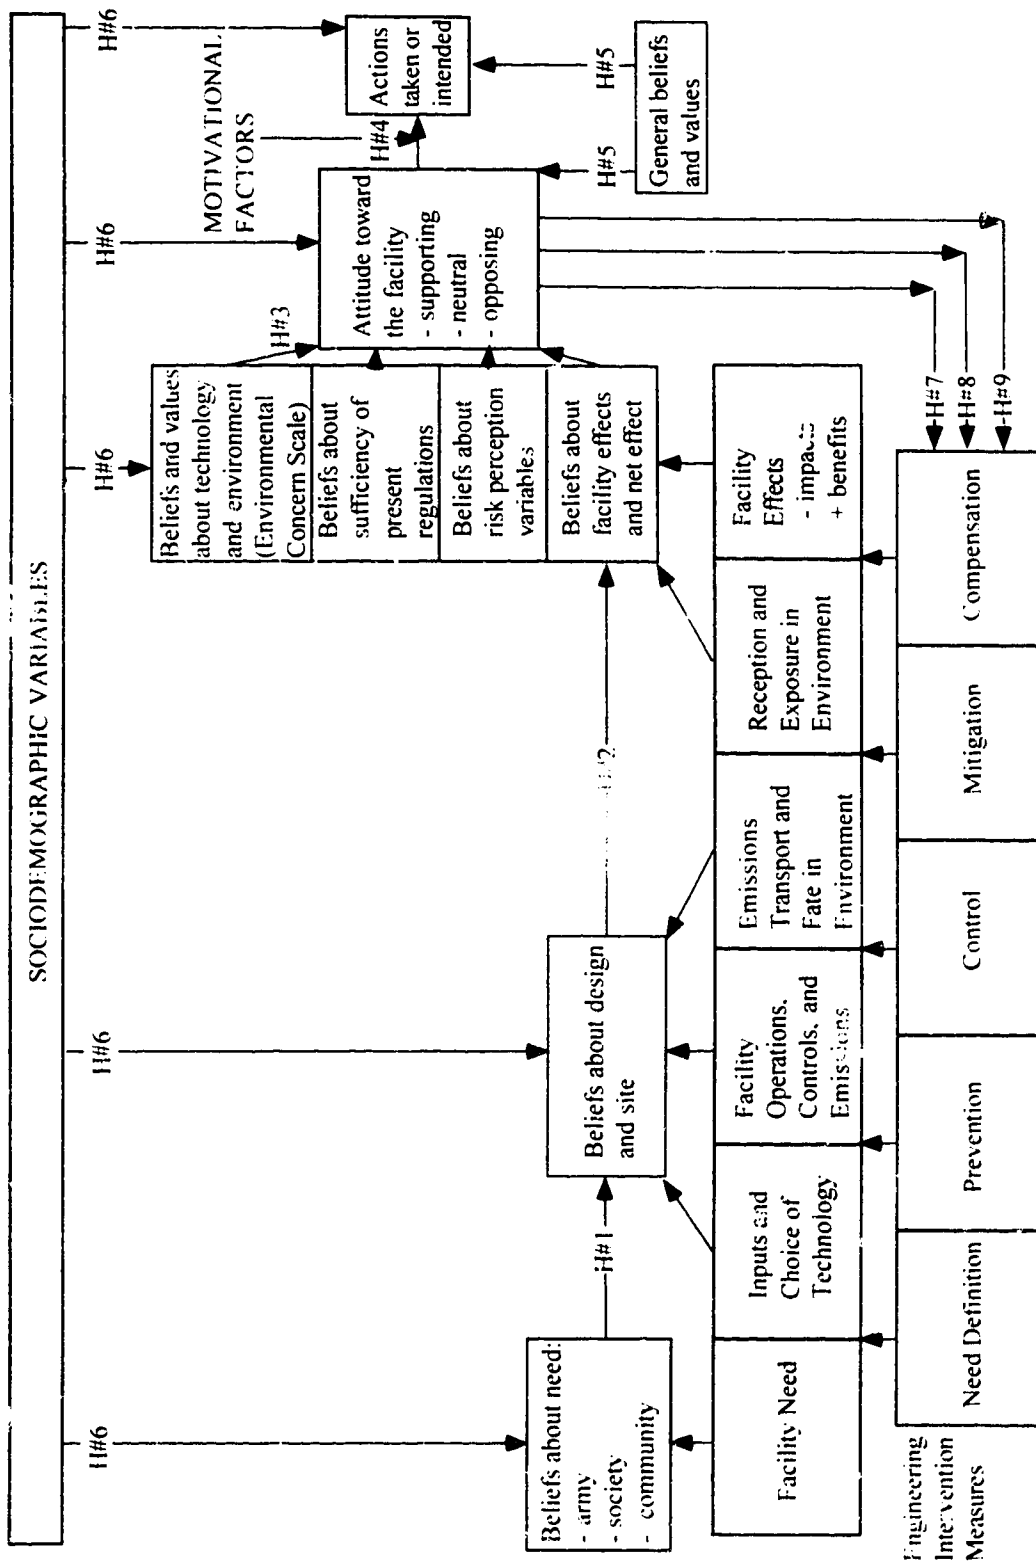 SOCIODEMOGRAPHIC VARIABLES
H#6
H#6
H#6
H#6
H#6
MOTIVATIONAL
FACTORS
Beliefs about need:
- army
- society
- community
H#1
Beliefs about design
and site
Beliefs and values
about technology
and environment
(Environmental
Concern Scale)
Beliefs about
sufficiency of
present
regulations
Beliefs about
risk perception
variables
Beliefs about
facility effects
and net effect
H#3
Attitude toward
the facility
- supporting
- neutral
- opposing
H#4
Actions
taken or
intended
H#5
H#5
General beliefs
and values
Facility Need
Inputs and
Choice of
Technology
Facility
Operations,
Controls, and
Emissions
Emissions
Transport and
Fate in
Environment
Reception and
Exposure in
Environment
Facility
Effects
- impacts
+ benefits
H#7
H#8
H#9
Engineering
Intervention
Measures
Need Definition
Prevention
Control
Mitigation
Compensation